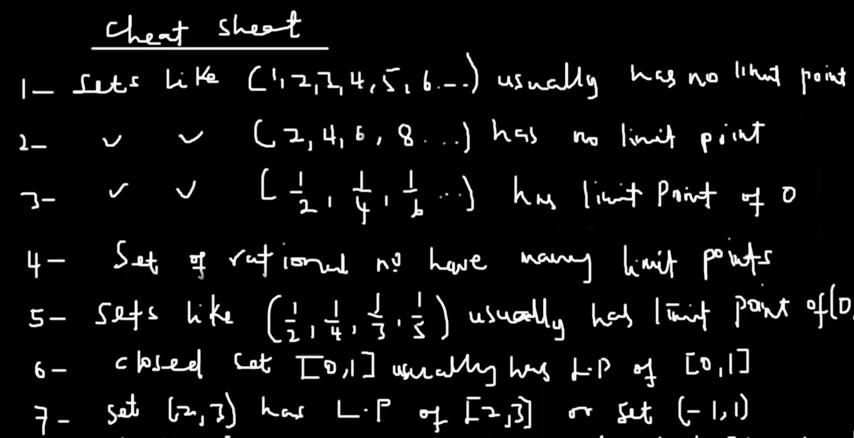 cheat sheet
1- sets like (1,2,3,4,5,6...) usually has no limit point
2- ✓ ✓ (2,4,6,8...) has no limit point
3- ✓ ✓ (1/2, 1/4, 1/6 ...) has limit point of 0
4- Set of rational no have many limit points
5- sets like (1/2, 1/4, 1/3, 1/5) usually has limit point of (0,
6- closed set [0,1] usually has L.P of [0,1]
7- set (2,3) has L.P of [2,3] or set (-1,1)